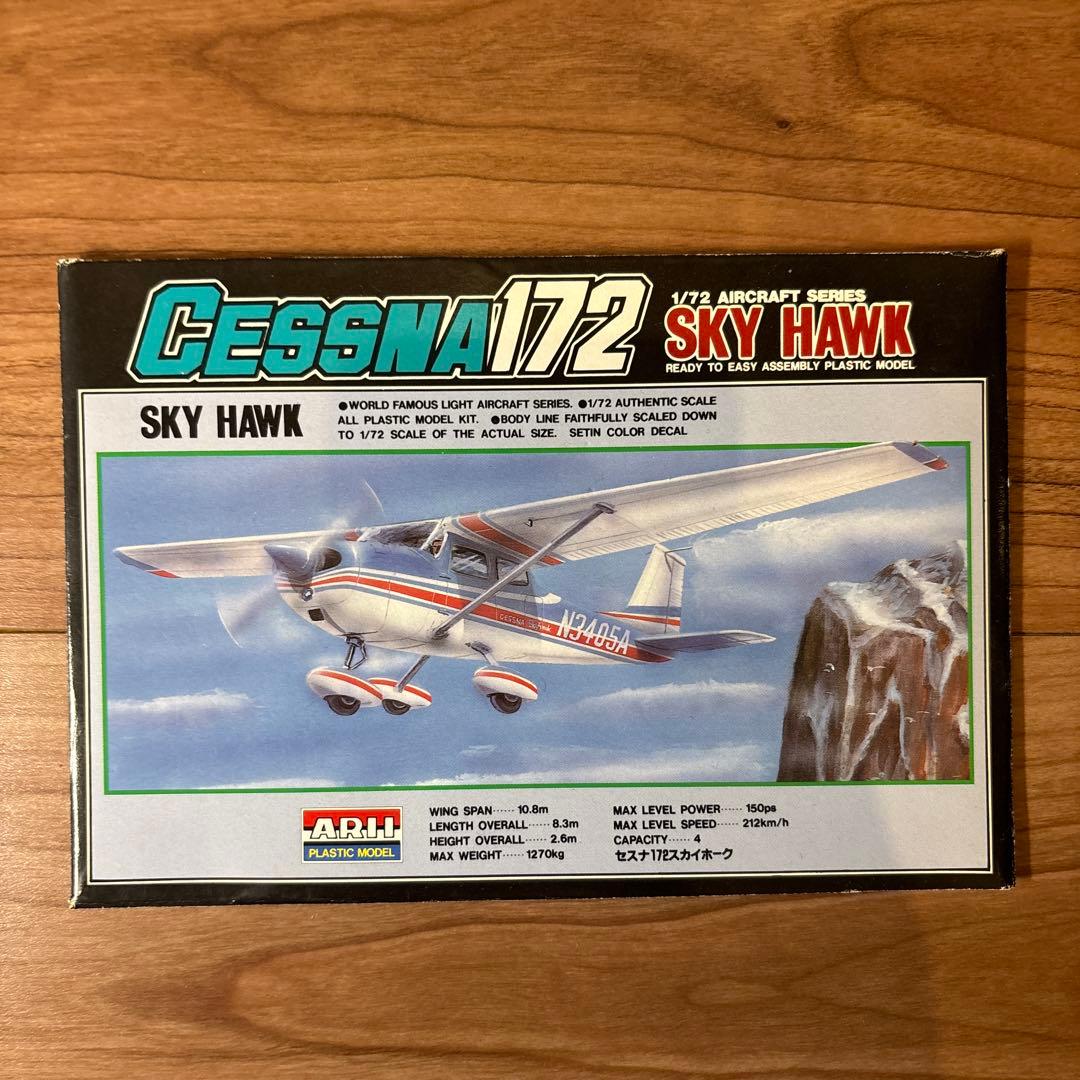 CESSNA172
1/72 AIRCRAFT SERIES
SKY HAWK
READY TO EASY ASSEMBLY PLASTIC MODEL
SKY HAWK
●WORLD FAMOUS LIGHT AIRCRAFT SERIES. ●1/72 AUTHENTIC SCALE
ALL PLASTIC MODEL KIT. ●BODY LINE FAITHFULLY SCALED DOWN
TO 1/72 SCALE OF THE ACTUAL SIZE. SETIN COLOR DECAL
CESSNA Skyhawk
N3405A
ARII
PLASTIC MODEL
WING SPAN······ 10.8m
LENGTH OVERALL······ 8.3m
HEIGHT OVERALL······ 2.6m
MAX WEIGHT······ 1270kg
MAX LEVEL POWER······ 150ps
MAX LEVEL SPEED······ 212km/h
CAPACITY······ 4
セスナ172スカイホーク